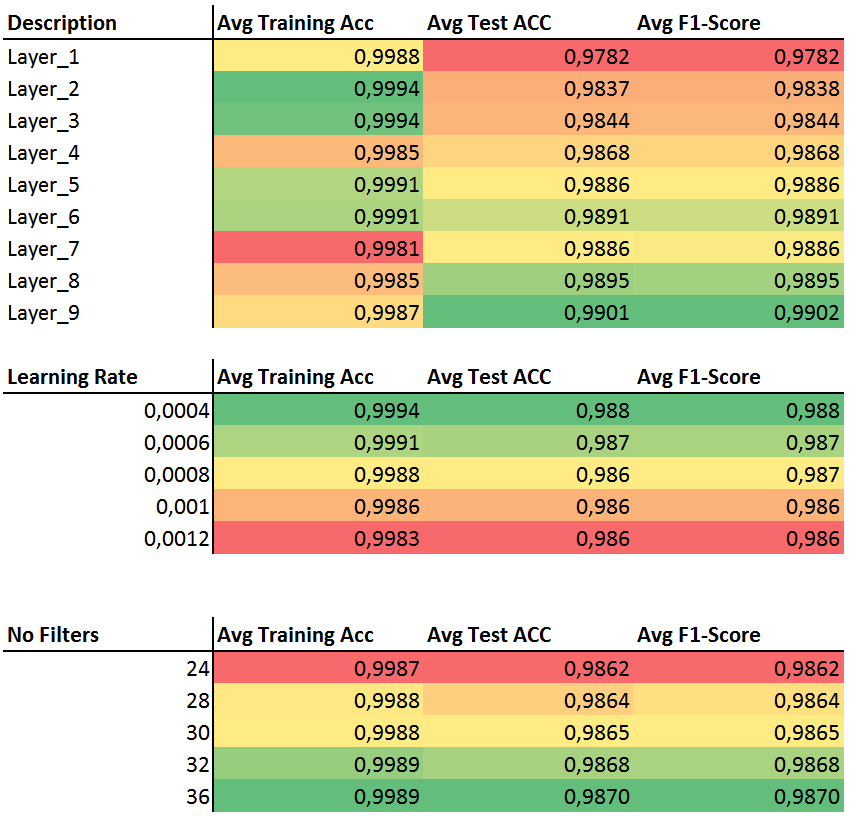 Description Avg Training Acc Avg Test ACC Avg F1-Score
Layer_1 0,9988 0,9782 0,9782
Layer_2 0,9994 0,9837 0,9838
Layer_3 0,9994 0,9844 0,9844
Layer_4 0,9985 0,9868 0,9868
Layer_5 0,9991 0,9886 0,9886
Layer_6 0,9991 0,9891 0,9891
Layer_7 0,9981 0,9886 0,9886
Layer_8 0,9985 0,9895 0,9895
Layer_9 0,9987 0,9901 0,9902
Learning Rate Avg Training Acc Avg Test ACC Avg F1-Score
0,0004 0,9994 0,988 0,988
0,0006 0,9991 0,987 0,987
0,0008 0,9988 0,986 0,987
0,001 0,9986 0,986 0,986
0,0012 0,9983 0,986 0,986
No Filters Avg Training Acc Avg Test ACC Avg F1-Score
24 0,9987 0,9862 0,9862
28 0,9988 0,9864 0,9864
30 0,9988 0,9865 0,9865
32 0,9989 0,9868 0,9868
36 0,9989 0,9870 0,9870